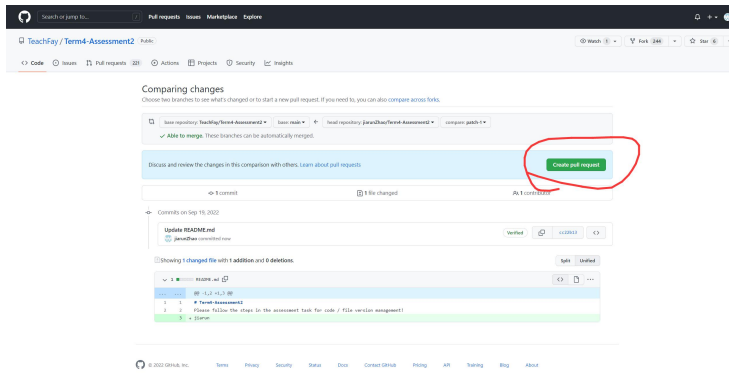 Search or jump to... / Pull requests Issues Marketplace Explore
TeachFay / Term4-Assessment2 Public Watch 1 Fork 244 Star 6
Code Issues Pull requests 221 Actions Projects Security Insights
Comparing changes
Choose two branches to see what's changed or to start a new pull request. If you need to, you can also compare across forks.
base repository: TeachFay/Term4-Assessment2 base: main head repository: jiarunZhao/Term4-Assessment2 compare: patch-1
Able to merge. These branches can be automatically merged.
Discuss and review the changes in this comparison with others. Learn about pull requests Create pull request
1 commit 1 file changed 1 contributor
Commits on Sep 19, 2022
Update README.md
jiarunZhao committed now
Verified <>
Showing 1 changed file with 1 addition and 0 deletions. Split Unified
2 README.md <>
... ... @@ -1,2 +1,3 @@
1 1 # Term4-Assessment2
2 2 Please follow the steps in the assessment task for code / file version management!
3 + jiarun
© 2022 GitHub, Inc. Terms Privacy Security Status Docs Contact GitHub Pricing API Training Blog About